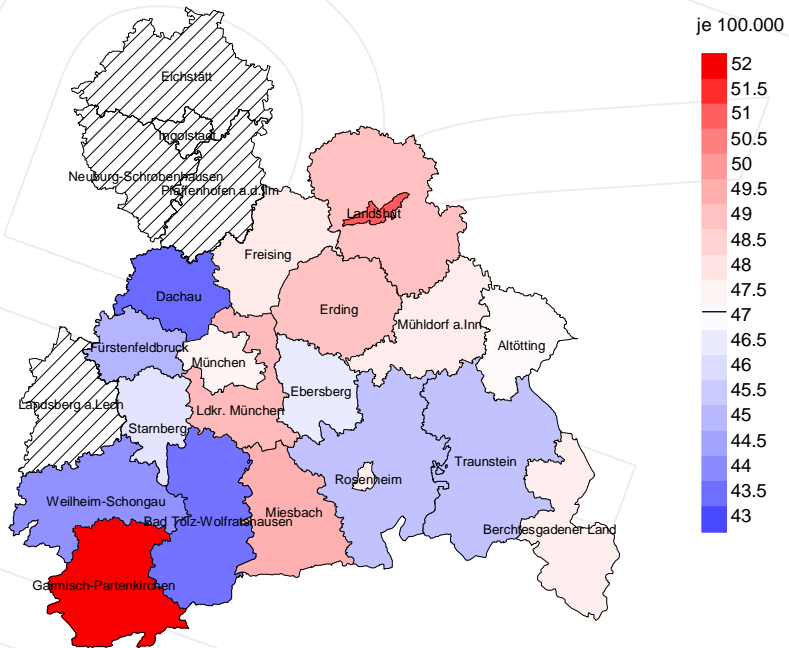 je 100.000
52
51.5
51
50.5
50
49.5
49
48.5
48
47.5
47
46.5
46
45.5
45
44.5
44
43.5
43
Eichstätt
Ingolstadt
Neuburg-Schrobenhausen
Pfaffenhofen a.d.Ilm
Landshut
Freising
Dachau
Erding
Mühldorf a.Inn
Altötting
Fürstenfeldbruck
München
Ebersberg
Landsberg a.Lech
Ldkr. München
Starnberg
Traunstein
Rosenheim
Weilheim-Schongau
Miesbach
Bad Tölz-Wolfratshausen
Berchtesgadener Land
Garmisch-Partenkirchen